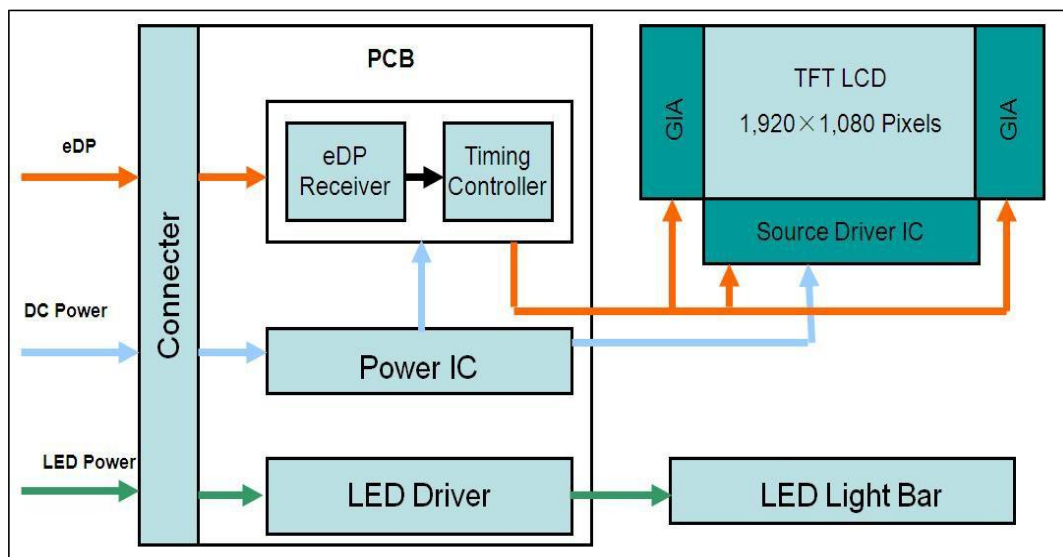 PCB
eDP
eDP
Receiver
Timing
Controller
GIA
TFT LCD
1,920×1,080 Pixels
GIA
Source Driver IC
Connecter
DC Power
Power IC
LED Power
LED Driver
LED Light Bar